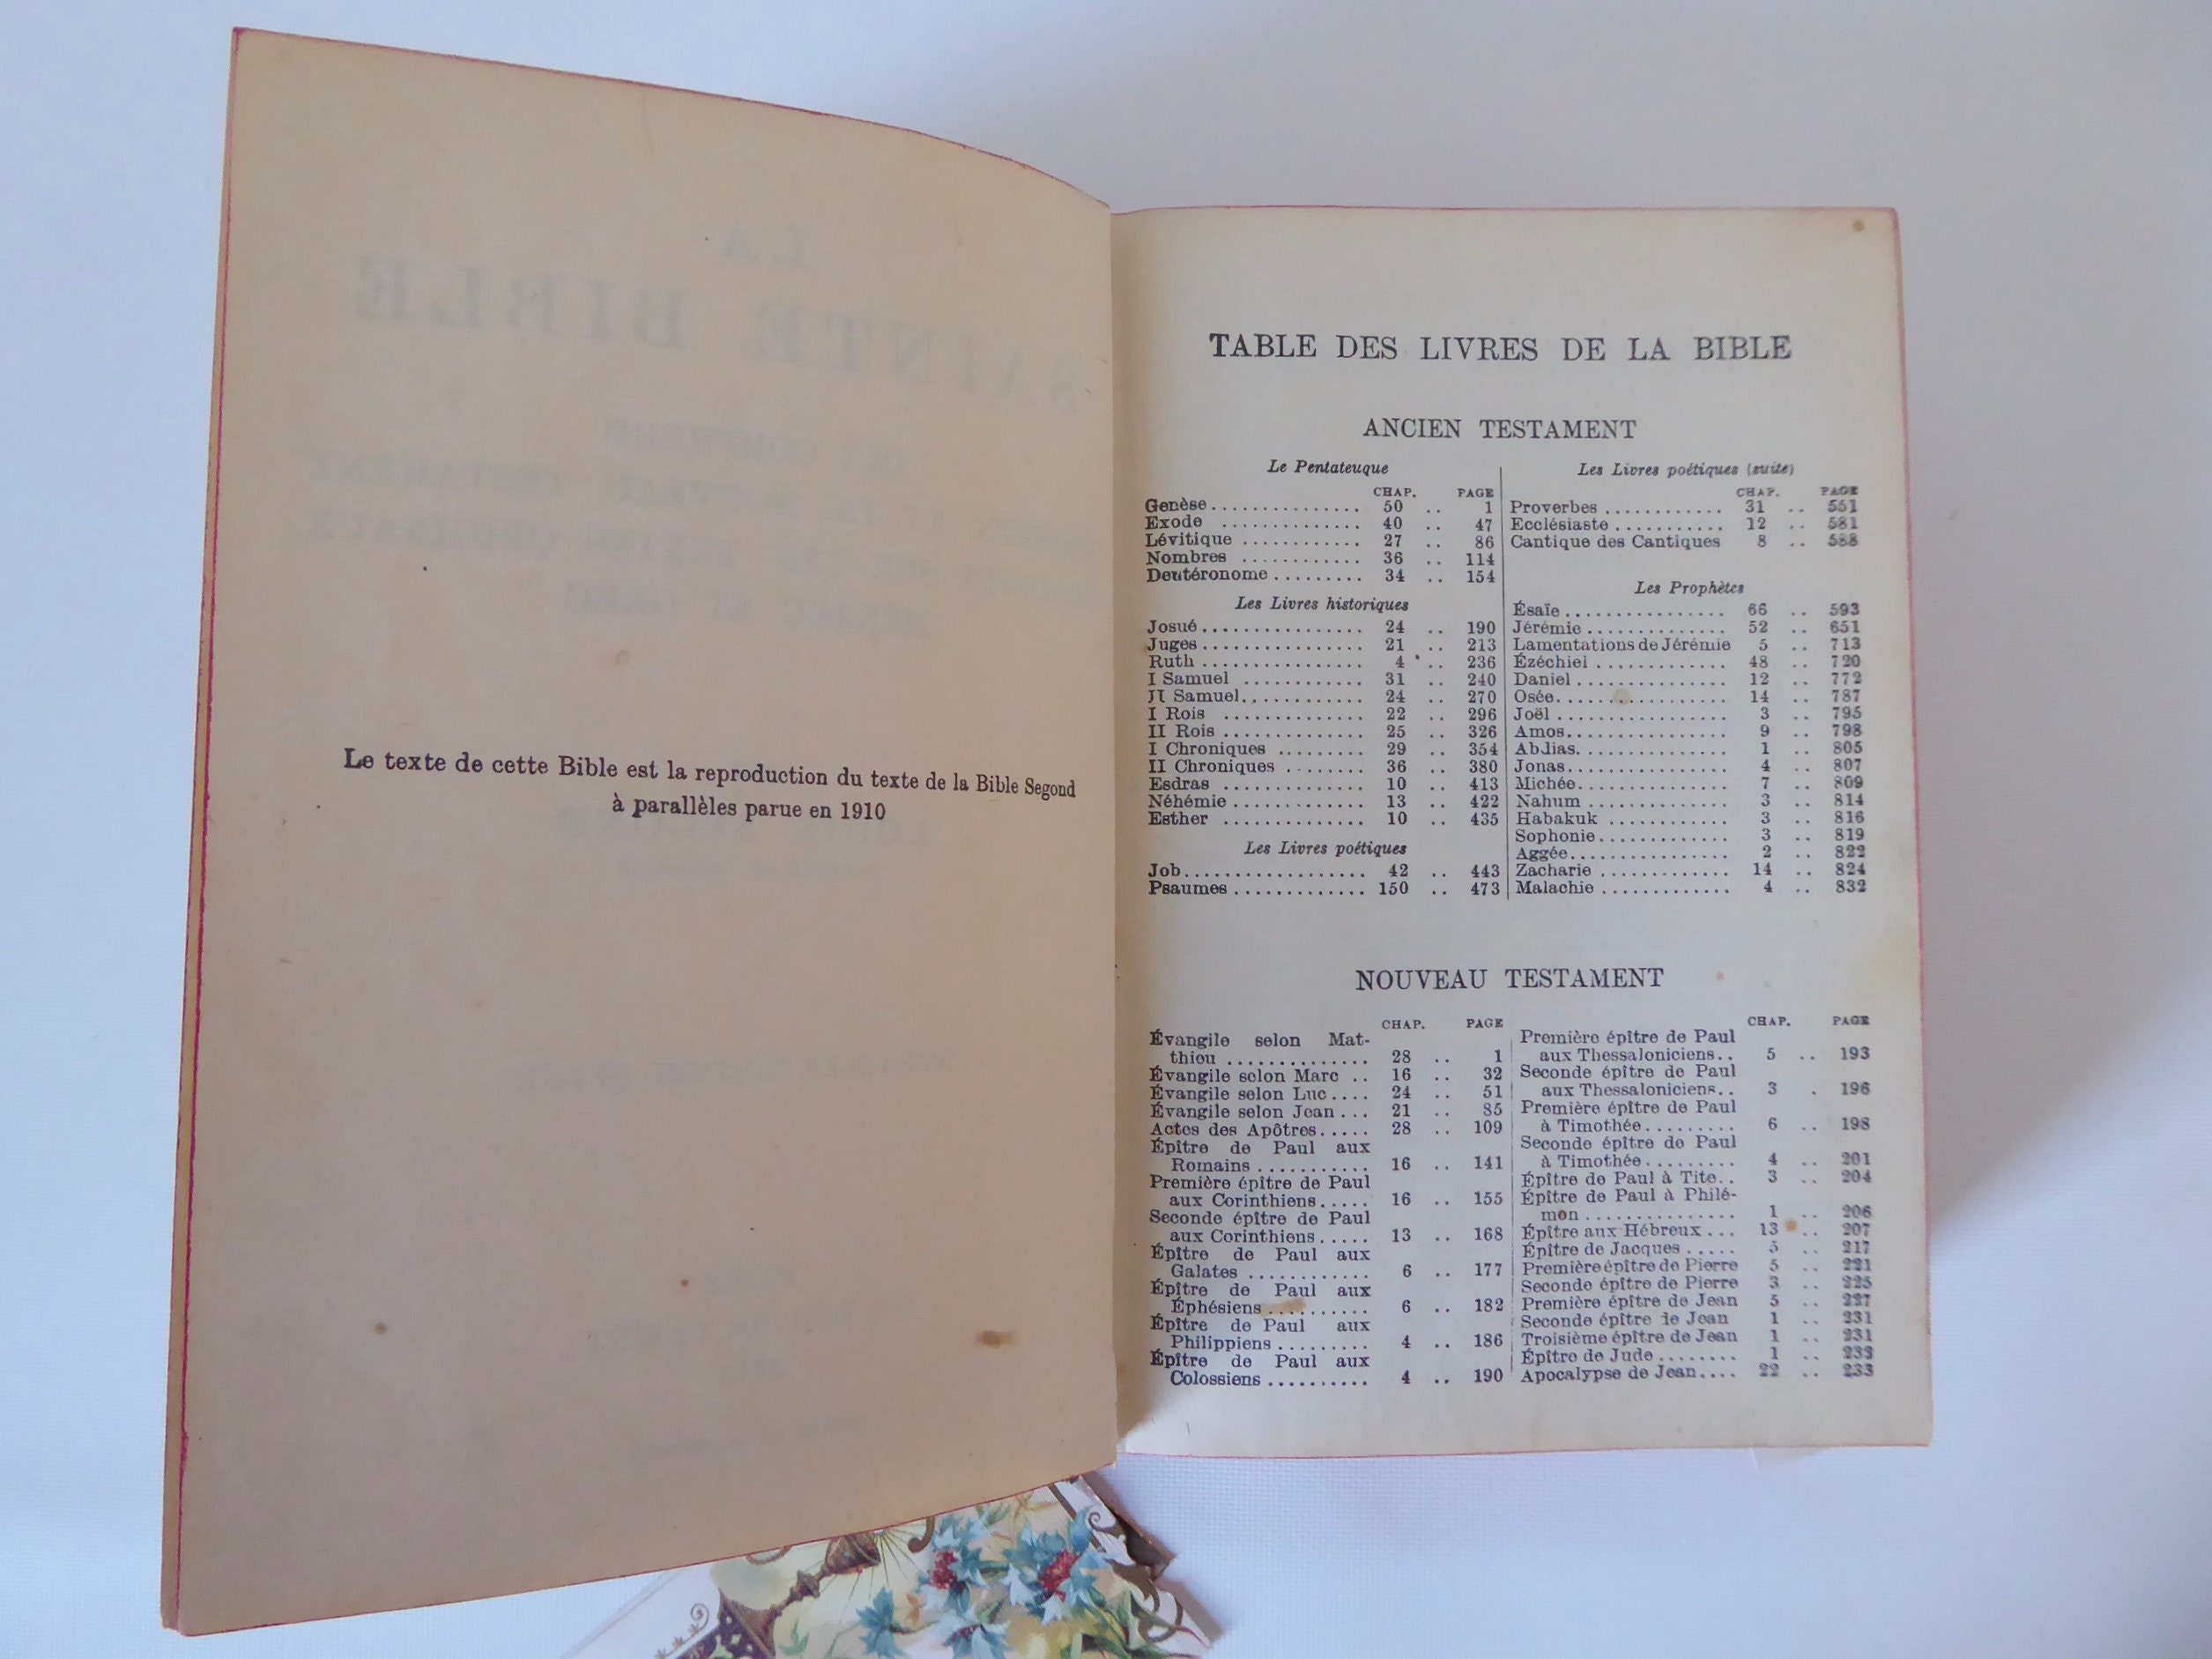 Le texte de cette Bible est la reproduction du texte de la Bible Segond
à parallèles parue en 1910
TABLE DES LIVRES DE LA BIBLE
ANCIEN TESTAMENT
Le Pentateuque
CHAP. PAGE
Genèse............... 50 .. 1
Exode .............. 40 .. 47
Lévitique ............ 27 .. 86
Nombres ............ 36 .. 114
Deutéronome......... 34 .. 154
Les Livres historiques
Josué................ 24 .. 190
Juges................ 21 .. 213
Ruth ................ 4 .. 236
I Samuel ............ 31 .. 240
II Samuel............ 24 .. 270
I Rois .............. 22 .. 296
II Rois .............. 25 .. 326
I Chroniques ......... 29 .. 354
II Chroniques ........ 36 .. 380
Esdras .............. 10 .. 413
Néhémie............. 13 .. 422
Esther .............. 10 .. 435
Les Livres poétiques
Job.................. 42 .. 443
Psaumes............. 150 .. 473
Les Livres poétiques (suite)
CHAP. PAGE
Proverbes ............ 31 .. 551
Ecclésiaste ........... 12 .. 581
Cantique des Cantiques 8 .. 588
Les Prophètes
Ésaïe................ 66 .. 593
Jérémie.............. 52 .. 651
Lamentations de Jérémie 5 .. 713
Ézéchiel ............. 48 .. 720
Daniel............... 12 .. 772
Osée................. 14 .. 787
Joël ................. 3 .. 795
Amos................ 9 .. 798
Abdias............... 1 .. 805
Jonas................ 4 .. 807
Michée............... 7 .. 809
Nahum .............. 3 .. 814
Habakuk ............ 3 .. 816
Sophonie............. 3 .. 819
Aggée................ 2 .. 822
Zacharie ............. 14 .. 824
Malachie ............. 4 .. 832
NOUVEAU TESTAMENT
CHAP. PAGE
Évangile selon Mat-
thieu .............. 28 .. 1
Évangile selon Marc .. 16 .. 32
Évangile selon Luc.... 24 .. 51
Évangile selon Jean... 21 .. 85
Actes des Apôtres..... 28 .. 109
Épître de Paul aux
Romains ........... 16 .. 141
Première épître de Paul
aux Corinthiens..... 16 .. 155
Seconde épître de Paul
aux Corinthiens..... 13 .. 168
Épître de Paul aux
Galates ............ 6 .. 177
Épître de Paul aux
Éphésiens .......... 6 .. 182
Épître de Paul aux
Philippiens......... 4 .. 186
Épître de Paul aux
Colossiens .......... 4 .. 190
CHAP. PAGE
Première épître de Paul
aux Thessaloniciens.. 5 .. 193
Seconde épître de Paul
aux Thessaloniciens.. 3 . 196
Première épître de Paul
à Timothée......... 6 .. 198
Seconde épître de Paul
à Timothée......... 4 .. 201
Épître de Paul à Tite.. 3 .. 204
Épître de Paul à Philé-
mon ............... 1 .. 206
Épître aux Hébreux ... 13 .. 207
Épître de Jacques ..... 5 .. 217
Première épître de Pierre 5 .. 221
Seconde épître de Pierre 3 .. 225
Première épître de Jean 5 .. 227
Seconde épître de Jean 1 .. 231
Troisième épître de Jean 1 .. 231
Épître de Jude........ 1 .. 232
Apocalypse de Jean.... 22 .. 233